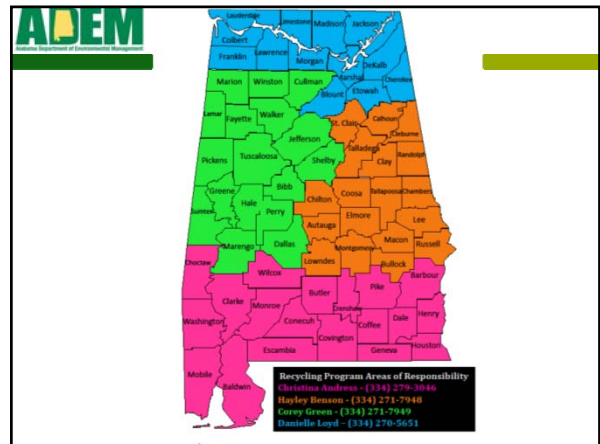 ADEM
Alabama Department of Environmental Management
Lauderdale Limestone Madison Jackson
Colbert
Franklin Lawrence Morgan Marshall DeKalb
Cherokee
Blount Etowah
Marion Winston Cullman
Lamar Fayette Walker St. Clair Calhoun
Cleburne
Jefferson Talladega
Pickens Tuscaloosa Shelby Clay Randolph
Bibb
Greene Hale Chilton Coosa Tallapoosa Chambers
Sumter Perry Autauga Elmore Lee
Marengo Dallas Montgomery Macon Russell
Lowndes Bullock
Choctaw Wilcox Barbour
Clarke Butler Pike
Monroe Crenshaw Henry
Washington Conecuh Coffee Dale
Covington
Escambia Geneva Houston
Mobile Baldwin
Recycling Program Areas of Responsibility
Christina Andress - (334) 279-3046
Hayley Benson - (334) 271-7948
Corey Green - (334) 271-7949
Danielle Loyd - (334) 270-5651